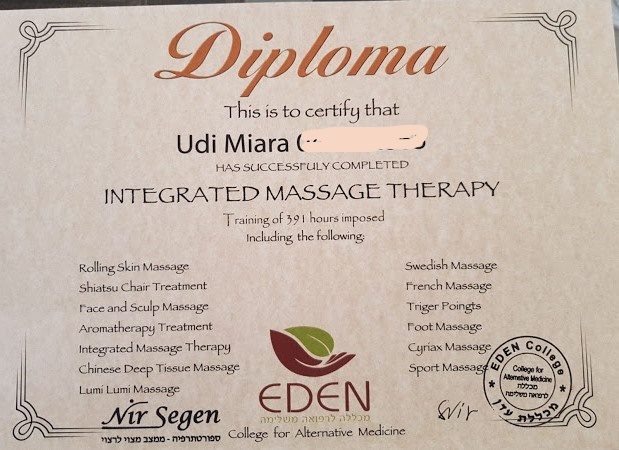 Diploma
This is to certify that
Udi Miara
HAS SUCCESSFULY COMPLETED
INTEGRATED MASSAGE THERAPY
Training of 391 hours imposed
Including the following:
Rolling Skin Massage
Shiatsu Chair Treatment
Face and Sculp Massage
Aromatherapy Treatment
Integrated Massage Therapy
Chinese Deep Tissue Massage
Lumi Lumi Massage
Swedish Massage
French Massage
Triger Poingts
Foot Massage
Cyriax Massage
Sport Massage
Nir Segen
ספורטתרפיה - ממצב מצוי לרצוי
EDEN
מכללה לרפואה משלימה
College for Alternative Medicine
EDEN College
College for
Alternative Medicine
מכללת
לרפואה משלימה
מכללת עדן